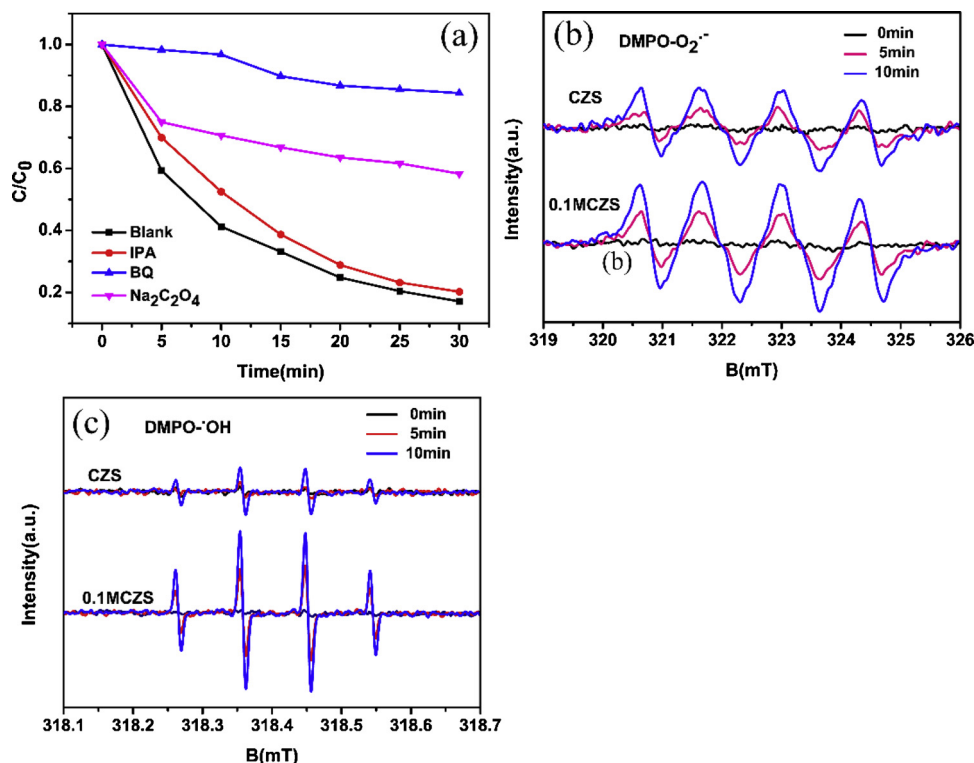 (a)
C/C0
1.0
0.8
0.6
0.4
0.2
Blank
IPA
BQ
Na2C2O4
0 5 10 15 20 25 30
Time(min)
(b)
DMPO-O2·-
0min
5min
10min
CZS
0.1MCZS
(b)
Intensity(a.u.)
319 320 321 322 323 324 325 326
B(mT)
(c)
DMPO-·OH
0min
5min
10min
CZS
0.1MCZS
Intensity(a.u.)
318.1 318.2 318.3 318.4 318.5 318.6 318.7
B(mT)